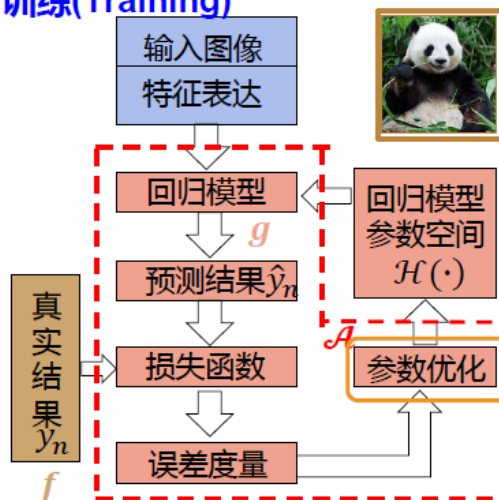 训练(Training)
输入图像
特征表达
回归模型
g
预测结果ŷₙ
损失函数
误差度量
真
实
结
果
yₙ
f
回归模型
参数空间
ℋ(·)
𝒜
参数优化